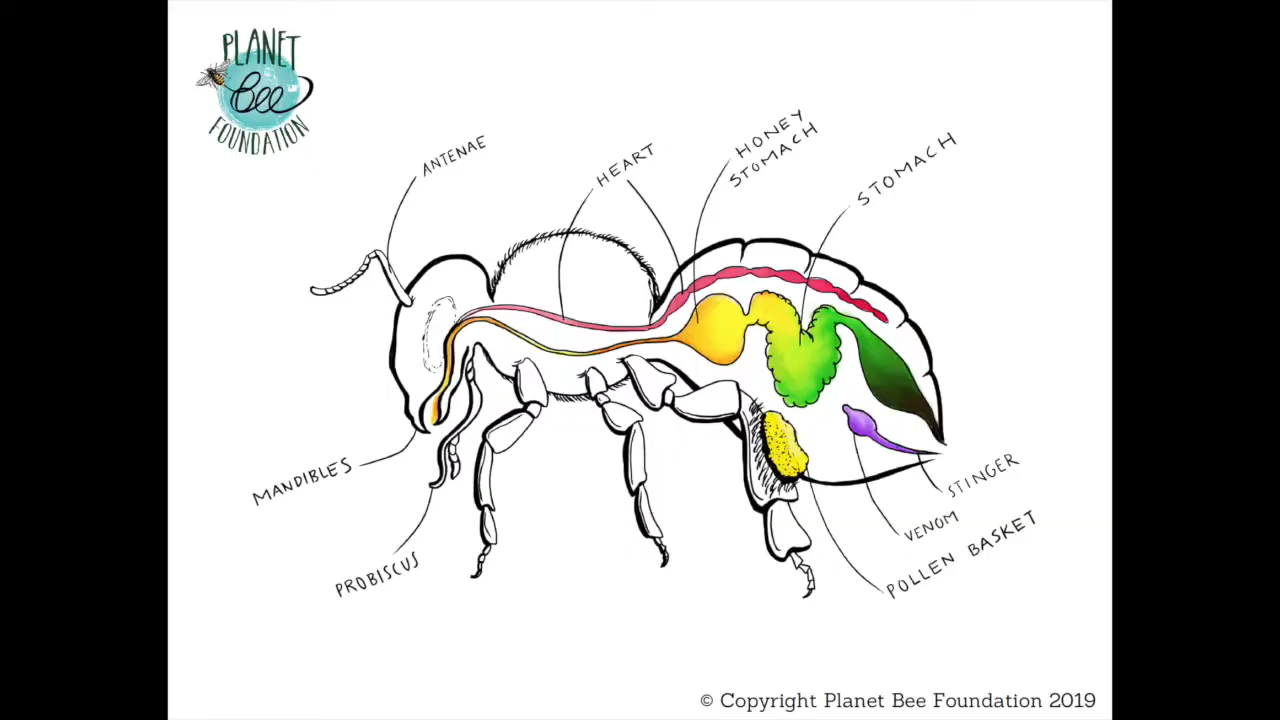 PLANET
Bee
FOUNDATION
ANTENAE
HEART
HONEY
STOMACH
STOMACH
MANDIBLES
PROBISCUS
STINGER
VENOM
POLLEN BASKET
© Copyright Planet Bee Foundation 2019